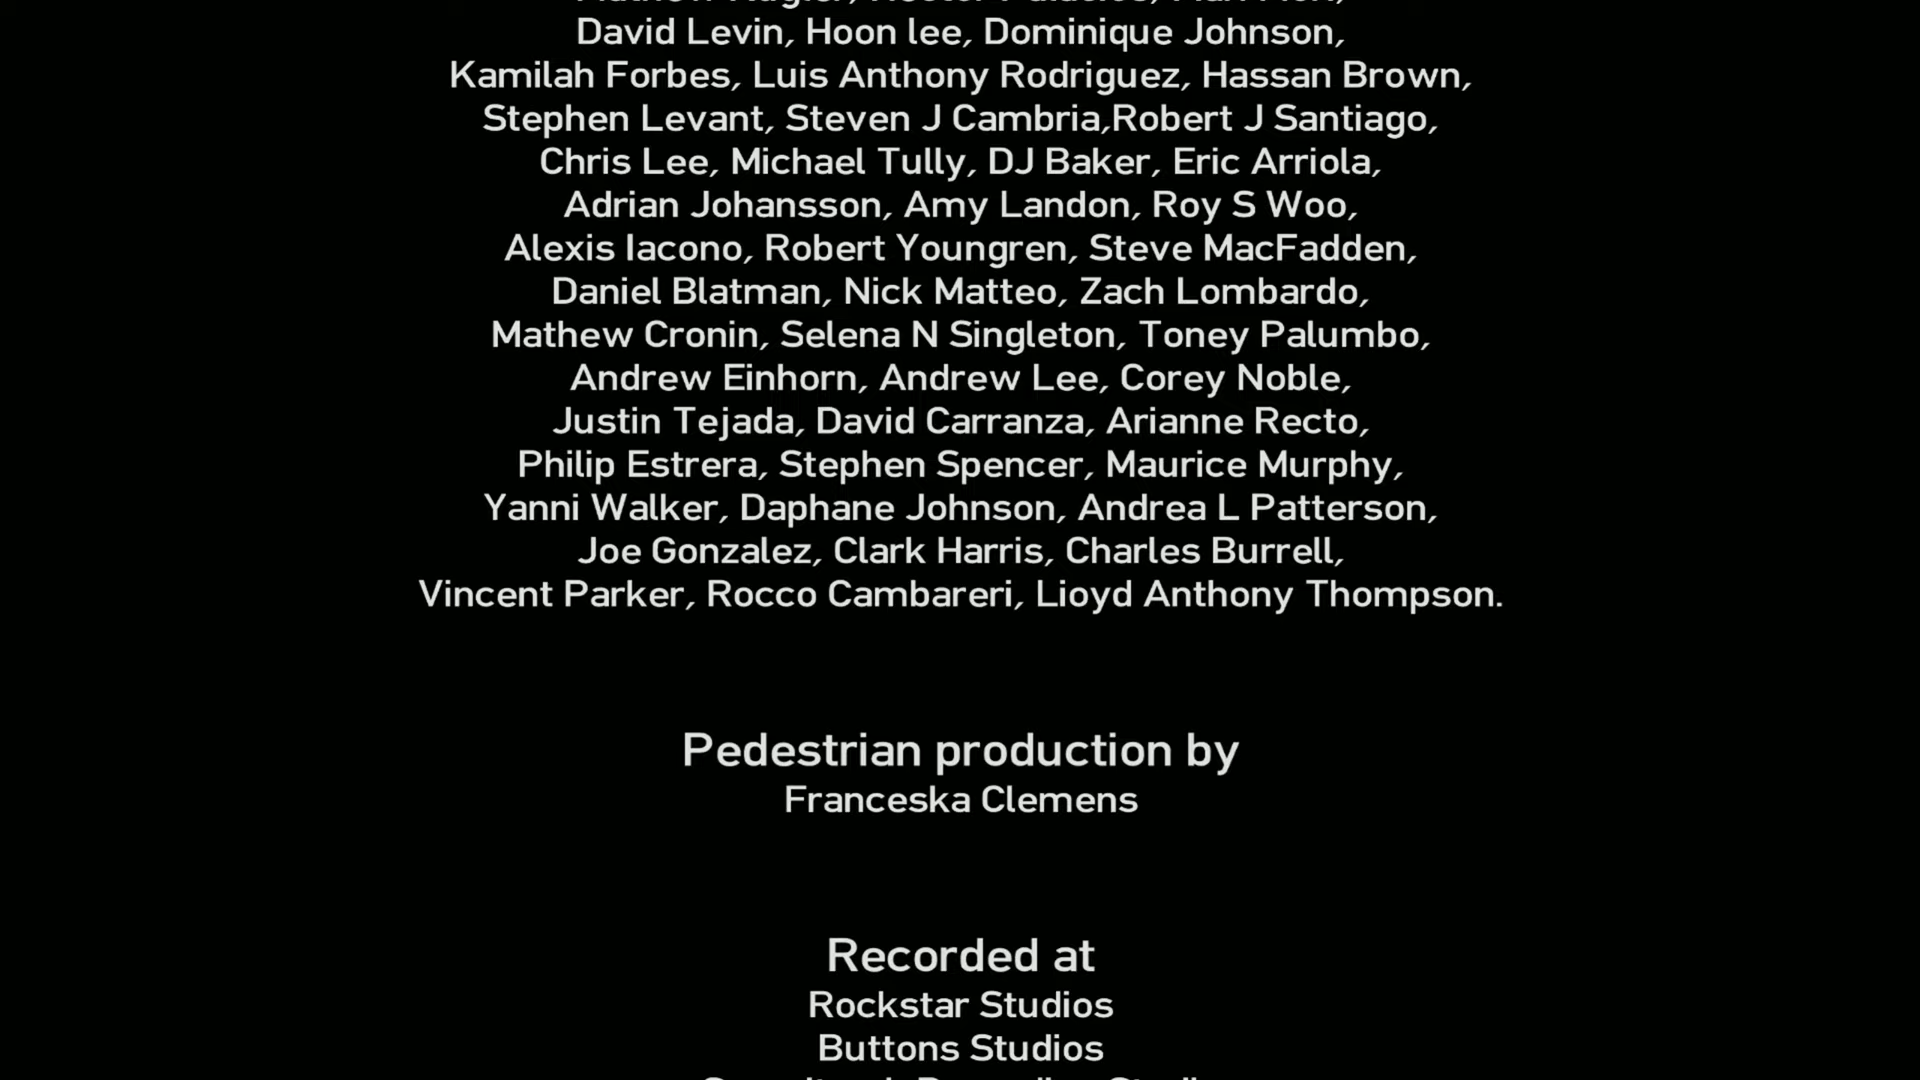 David Levin, Hoon lee, Dominique Johnson,
Kamilah Forbes, Luis Anthony Rodriguez, Hassan Brown,
Stephen Levant, Steven J Cambria,Robert J Santiago,
Chris Lee, Michael Tully, DJ Baker, Eric Arriola,
Adrian Johansson, Amy Landon, Roy S Woo,
Alexis Iacono, Robert Youngren, Steve MacFadden,
Daniel Blatman, Nick Matteo, Zach Lombardo,
Mathew Cronin, Selena N Singleton, Toney Palumbo,
Andrew Einhorn, Andrew Lee, Corey Noble,
Justin Tejada, David Carranza, Arianne Recto,
Philip Estrera, Stephen Spencer, Maurice Murphy,
Yanni Walker, Daphane Johnson, Andrea L Patterson,
Joe Gonzalez, Clark Harris, Charles Burrell,
Vincent Parker, Rocco Cambareri, Lioyd Anthony Thompson.
Pedestrian production by
Franceska Clemens
Recorded at
Rockstar Studios
Buttons Studios